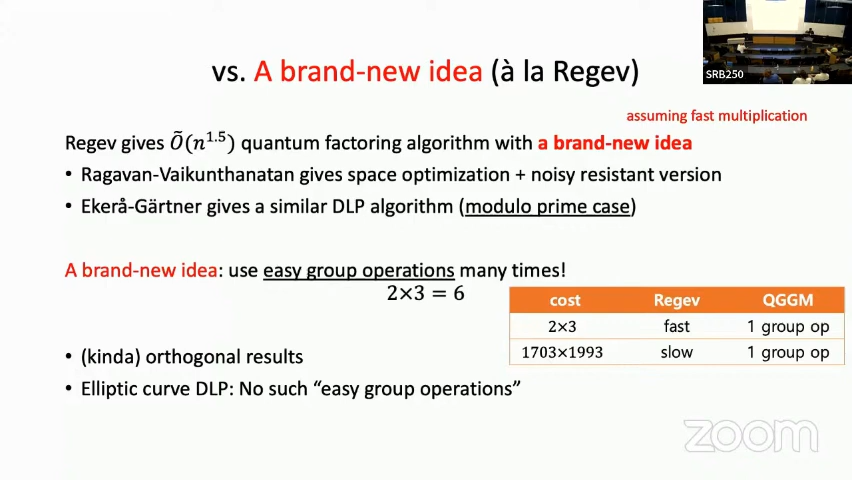 SRB250
vs. A brand-new idea (à la Regev)
assuming fast multiplication
Regev gives Õ(n^1.5) quantum factoring algorithm with a brand-new idea
• Ragavan-Vaikunthanatan gives space optimization + noisy resistant version
• Ekerå-Gärtner gives a similar DLP algorithm (modulo prime case)
A brand-new idea: use easy group operations many times!
2×3 = 6
cost Regev QGGM
2×3 fast 1 group op
1703×1993 slow 1 group op
• (kinda) orthogonal results
• Elliptic curve DLP: No such “easy group operations”
zoom